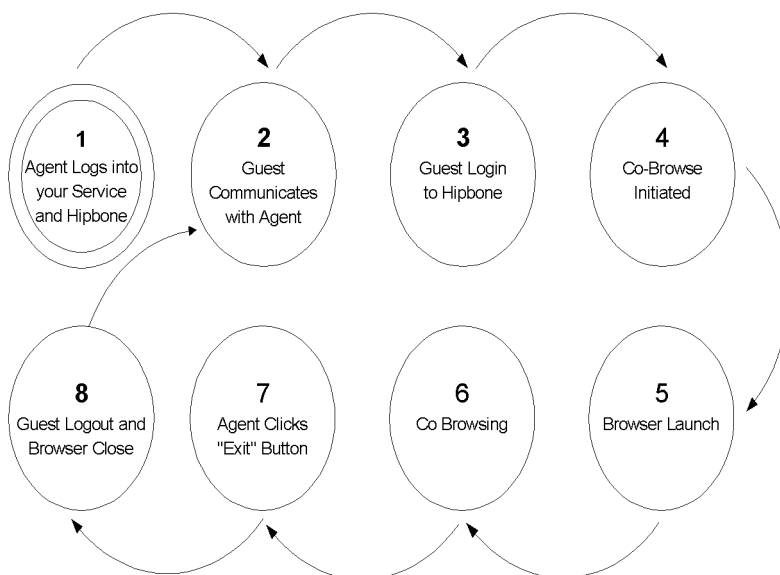 1
Agent Logs into
your Service
and Hipbone
2
Guest
Communicates
with Agent
3
Guest Login
to Hipbone
4
Co-Browse
Initiated
5
Browser Launch
6
Co Browsing
7
Agent Clicks
"Exit" Button
8
Guest Logout and
Browser Close